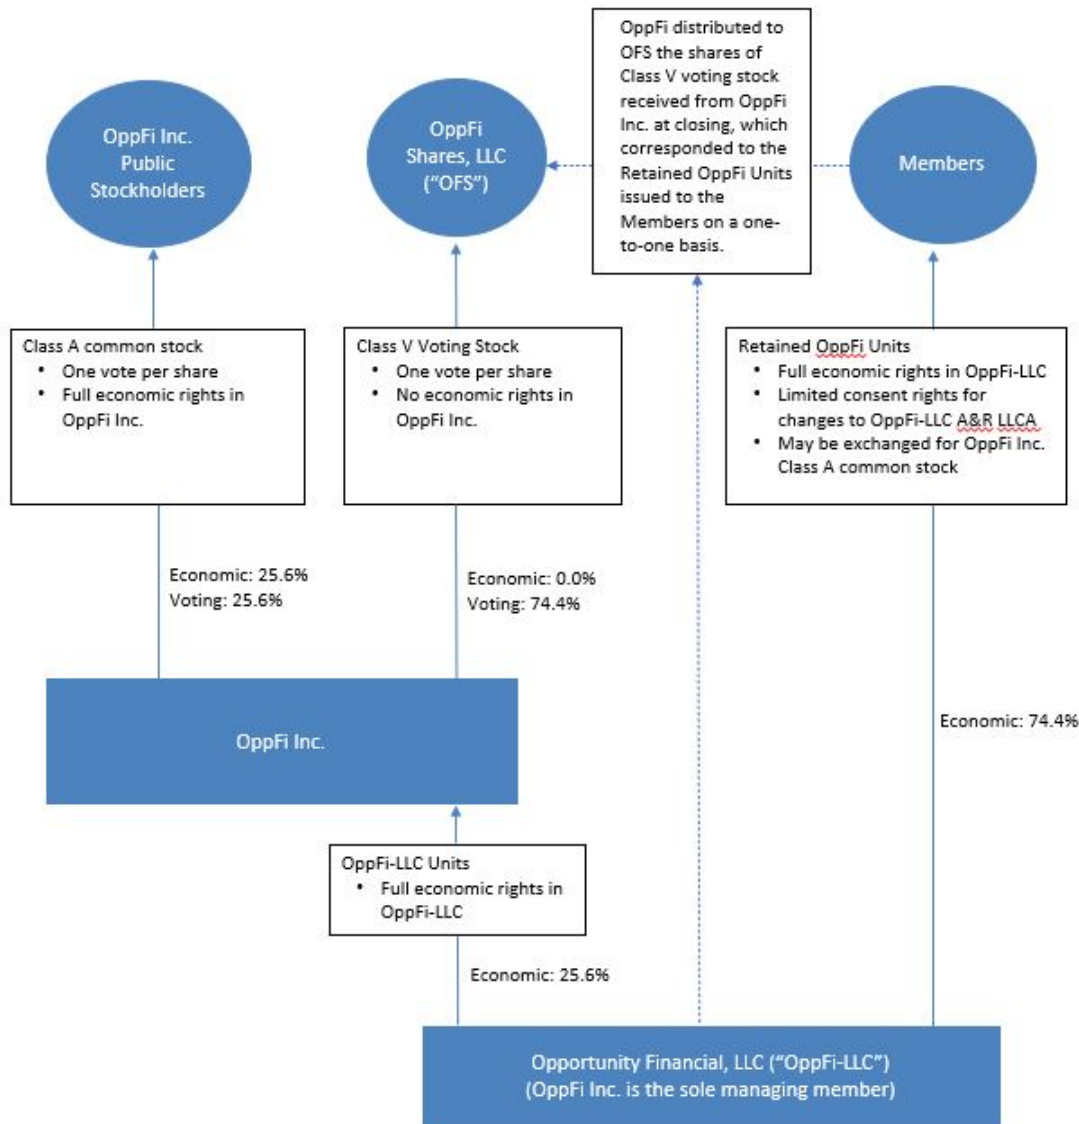 OppFi distributed to
OFS the shares of
Class V voting stock
received from OppFi
Inc. at closing, which
corresponded to the
Retained OppFi Units
issued to the
Members on a one-
to-one basis.
OppFi Inc.
Public
Stockholders
OppFi
Shares, LLC
(“OFS”)
Members
Class A common stock
• One vote per share
• Full economic rights in
OppFi Inc.
Class V Voting Stock
• One vote per share
• No economic rights in
OppFi Inc.
Retained OppFi Units
• Full economic rights in OppFi-LLC
• Limited consent rights for
changes to OppFi-LLC A&R LLCA
• May be exchanged for OppFi Inc.
Class A common stock
Economic: 25.6%
Voting: 25.6%
Economic: 0.0%
Voting: 74.4%
OppFi Inc.
Economic: 74.4%
OppFi-LLC Units
• Full economic rights in
OppFi-LLC
Economic: 25.6%
Opportunity Financial, LLC (“OppFi-LLC”)
(OppFi Inc. is the sole managing member)